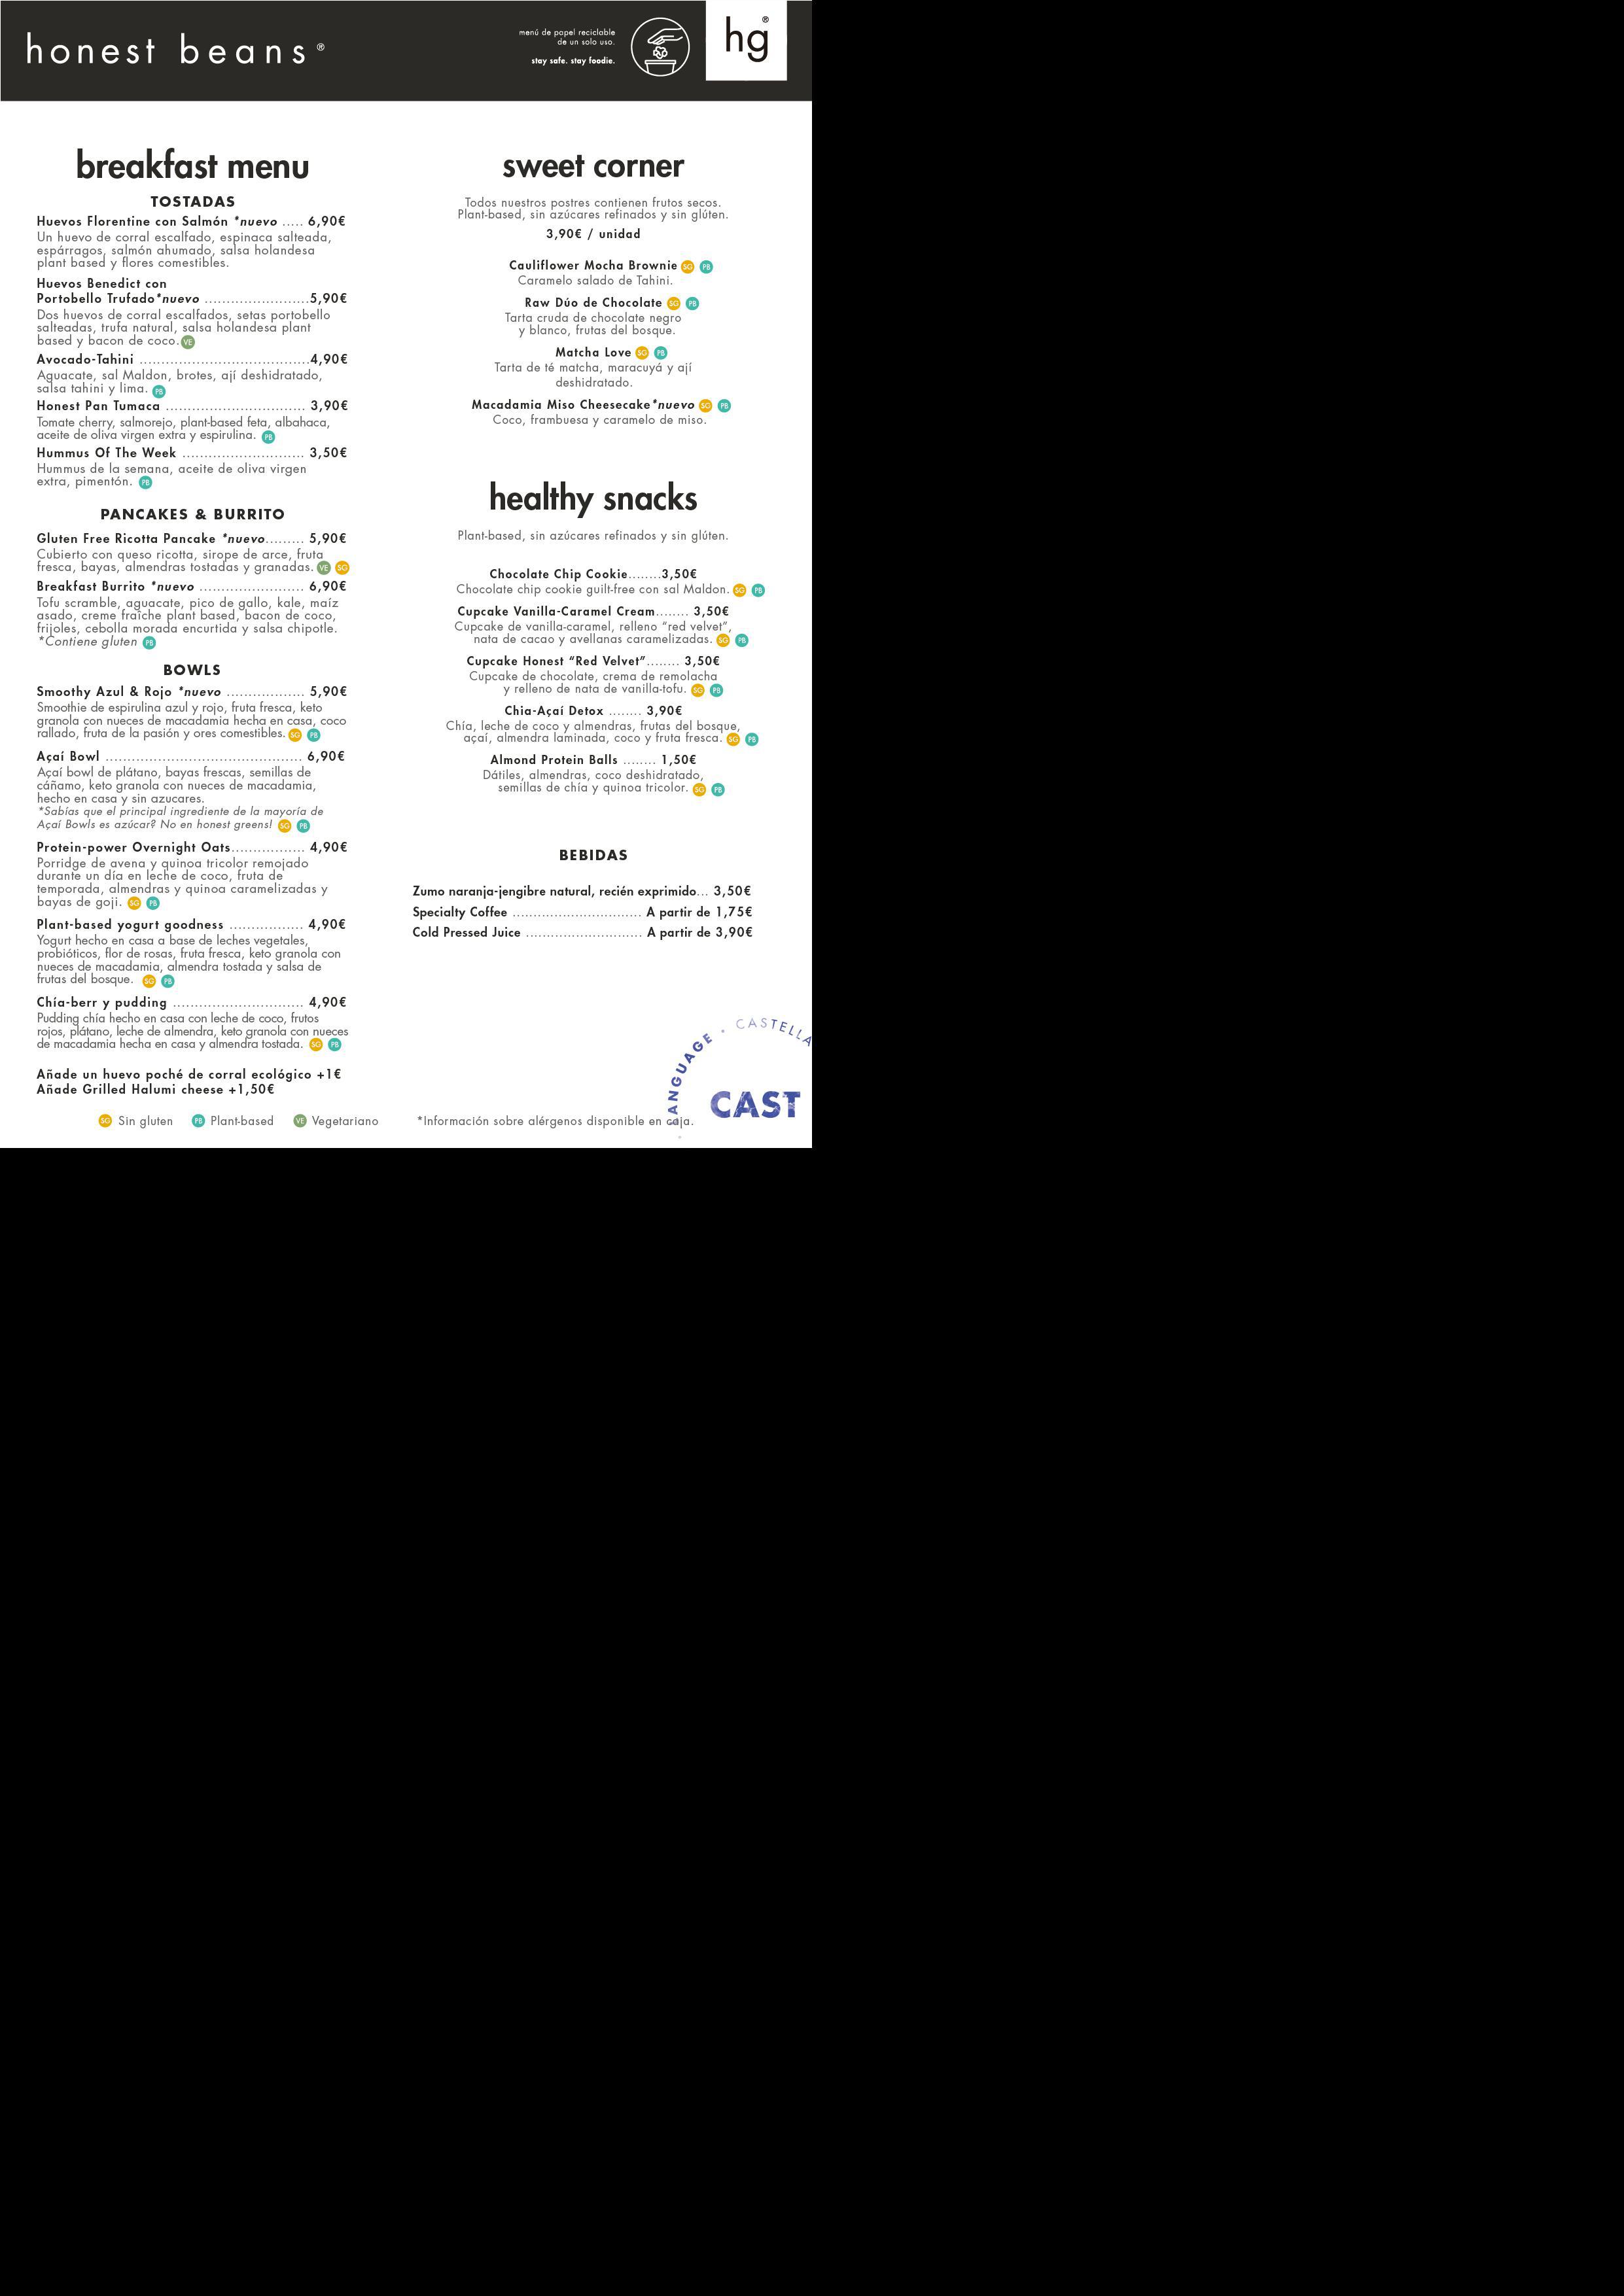 honest beans®
menú de papel reciclable
de un solo uso.
stay safe. stay foodie.
hg®
breakfast menu
TOSTADAS
Huevos Florentine con Salmón *nuevo ..... 6,90€
Un huevo de corral escalfado, espinaca salteada,
espárragos, salmón ahumado, salsa holandesa
plant based y flores comestibles.
Huevos Benedict con
Portobello Trufado*nuevo ........................5,90€
Dos huevos de corral escalfados, setas portobello
salteadas, trufa natural, salsa holandesa plant
based y bacon de coco. VE
Avocado-Tahini .......................................4,90€
Aguacate, sal Maldon, brotes, ají deshidratado,
salsa tahini y lima. PB
Honest Pan Tumaca ................................ 3,90€
Tomate cherry, salmorejo, plant-based feta, albahaca,
aceite de oliva virgen extra y espirulina. PB
Hummus Of The Week ............................ 3,50€
Hummus de la semana, aceite de oliva virgen
extra, pimentón. PB
PANCAKES & BURRITO
Gluten Free Ricotta Pancake *nuevo......... 5,90€
Cubierto con queso ricotta, sirope de arce, fruta
fresca, bayas, almendras tostadas y granadas. VE SG
Breakfast Burrito *nuevo ........................ 6,90€
Tofu scramble, aguacate, pico de gallo, kale, maíz
asado, creme fraîche plant based, bacon de coco,
frijoles, cebolla morada encurtida y salsa chipotle.
*Contiene gluten PB
BOWLS
Smoothy Azul & Rojo *nuevo .................. 5,90€
Smoothie de espirulina azul y rojo, fruta fresca, keto
granola con nueces de macadamia hecha en casa, coco
rallado, fruta de la pasión y ores comestibles. SG PB
Açaí Bowl ............................................. 6,90€
Açaí bowl de plátano, bayas frescas, semillas de
cáñamo, keto granola con nueces de macadamia,
hecho en casa y sin azucares.
*Sabías que el principal ingrediente de la mayoría de
Açaí Bowls es azúcar? No en honest greens! SG PB
Protein-power Overnight Oats................. 4,90€
Porridge de avena y quinoa tricolor remojado
durante un día en leche de coco, fruta de
temporada, almendras y quinoa caramelizadas y
bayas de goji. SG PB
Plant-based yogurt goodness ................. 4,90€
Yogurt hecho en casa a base de leches vegetales,
probióticos, flor de rosas, fruta fresca, keto granola con
nueces de macadamia, almendra tostada y salsa de
frutas del bosque. SG PB
Chía-berr y pudding .............................. 4,90€
Pudding chía hecho en casa con leche de coco, frutos
rojos, plátano, leche de almendra, keto granola con nueces
de macadamia hecha en casa y almendra tostada. SG PB
Añade un huevo poché de corral ecológico +1€
Añade Grilled Halumi cheese +1,50€
sweet corner
Todos nuestros postres contienen frutos secos.
Plant-based, sin azúcares refinados y sin glúten.
3,90€ / unidad
Cauliflower Mocha Brownie SG PB
Caramelo salado de Tahini.
Raw Dúo de Chocolate SG PB
Tarta cruda de chocolate negro
y blanco, frutas del bosque.
Matcha Love SG PB
Tarta de té matcha, maracuyá y ají
deshidratado.
Macadamia Miso Cheesecake*nuevo SG PB
Coco, frambuesa y caramelo de miso.
healthy snacks
Plant-based, sin azúcares refinados y sin glúten.
Chocolate Chip Cookie........3,50€
Chocolate chip cookie guilt-free con sal Maldon. SG PB
Cupcake Vanilla-Caramel Cream........ 3,50€
Cupcake de vanilla-caramel, relleno “red velvet”,
nata de cacao y avellanas caramelizadas. SG PB
Cupcake Honest “Red Velvet”........ 3,50€
Cupcake de chocolate, crema de remolacha
y relleno de nata de vanilla-tofu. SG PB
Chia-Açaí Detox ........ 3,90€
Chía, leche de coco y almendras, frutas del bosque,
açaí, almendra laminada, coco y fruta fresca. SG PB
Almond Protein Balls ........ 1,50€
Dátiles, almendras, coco deshidratado,
semillas de chía y quinoa tricolor. SG PB
BEBIDAS
Zumo naranja-jengibre natural, recién exprimido... 3,50€
Specialty Coffee ............................... A partir de 1,75€
Cold Pressed Juice ............................ A partir de 3,90€
SG Sin gluten PB Plant-based VE Vegetariano
*Información sobre alérgenos disponible en caja.
LANGUAGE • CASTELLA
CAST